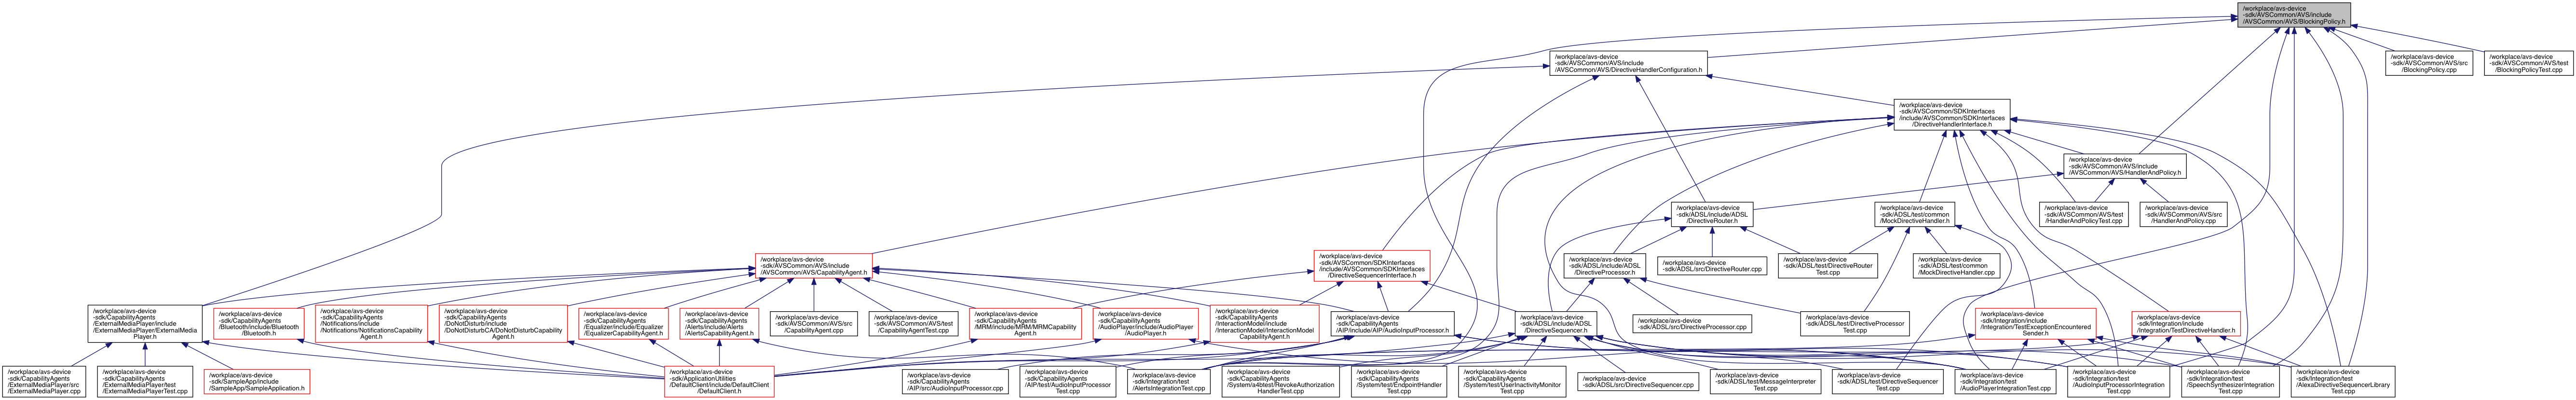 /workplace/avs-device
-sdk/AVSCommon/AVS/include
/AVSCommon/AVS/BlockingPolicy.h
/workplace/avs-device
-sdk/AVSCommon/AVS/include
/AVSCommon/AVS/DirectiveHandlerConfiguration.h
/workplace/avs-device
-sdk/AVSCommon/AVS/src
/BlockingPolicy.cpp
/workplace/avs-device
-sdk/AVSCommon/AVS/test
/BlockingPolicyTest.cpp
/workplace/avs-device
-sdk/AVSCommon/SDKInterfaces
/include/AVSCommon/SDKInterfaces
/DirectiveHandlerInterface.h
/workplace/avs-device
-sdk/AVSCommon/AVS/include
/AVSCommon/AVS/HandlerAndPolicy.h
/workplace/avs-device
-sdk/ADSL/include/ADSL
/DirectiveRouter.h
/workplace/avs-device
-sdk/ADSL/test/common
/MockDirectiveHandler.h
/workplace/avs-device
-sdk/AVSCommon/AVS/test
/HandlerAndPolicyTest.cpp
/workplace/avs-device
-sdk/AVSCommon/AVS/src
/HandlerAndPolicy.cpp
/workplace/avs-device
-sdk/AVSCommon/AVS/include
/AVSCommon/AVS/CapabilityAgent.h
/workplace/avs-device
-sdk/AVSCommon/SDKInterfaces
/include/AVSCommon/SDKInterfaces
/DirectiveSequencerInterface.h
/workplace/avs-device
-sdk/ADSL/include/ADSL
/DirectiveProcessor.h
/workplace/avs-device
-sdk/ADSL/src/DirectiveRouter.cpp
/workplace/avs-device
-sdk/ADSL/test/DirectiveRouter
Test.cpp
/workplace/avs-device
-sdk/ADSL/test/common
/MockDirectiveHandler.cpp
/workplace/avs-device
-sdk/CapabilityAgents
/ExternalMediaPlayer/include
/ExternalMediaPlayer/ExternalMedia
Player.h
/workplace/avs-device
-sdk/CapabilityAgents
/Bluetooth/include/Bluetooth
/Bluetooth.h
/workplace/avs-device
-sdk/CapabilityAgents
/Notifications/include
/Notifications/NotificationsCapability
Agent.h
/workplace/avs-device
-sdk/CapabilityAgents
/DoNotDisturb/include
/DoNotDisturbCA/DoNotDisturbCapability
Agent.h
/workplace/avs-device
-sdk/CapabilityAgents
/Equalizer/include/Equalizer
/EqualizerCapabilityAgent.h
/workplace/avs-device
-sdk/CapabilityAgents
/Alerts/include/Alerts
/AlertsCapabilityAgent.h
/workplace/avs-device
-sdk/AVSCommon/AVS/src
/CapabilityAgent.cpp
/workplace/avs-device
-sdk/AVSCommon/AVS/test
/CapabilityAgentTest.cpp
/workplace/avs-device
-sdk/CapabilityAgents
/MRM/include/MRM/MRMCapability
Agent.h
/workplace/avs-device
-sdk/CapabilityAgents
/AudioPlayer/include/AudioPlayer
/AudioPlayer.h
/workplace/avs-device
-sdk/CapabilityAgents
/InteractionModel/include
/InteractionModel/InteractionModel
CapabilityAgent.h
/workplace/avs-device
-sdk/CapabilityAgents
/AIP/include/AIP/AudioInputProcessor.h
/workplace/avs-device
-sdk/ADSL/include/ADSL
/DirectiveSequencer.h
/workplace/avs-device
-sdk/ADSL/src/DirectiveProcessor.cpp
/workplace/avs-device
-sdk/ADSL/test/DirectiveProcessor
Test.cpp
/workplace/avs-device
-sdk/Integration/include
/Integration/TestExceptionEncountered
Sender.h
/workplace/avs-device
-sdk/Integration/include
/Integration/TestDirectiveHandler.h
/workplace/avs-device
-sdk/CapabilityAgents
/ExternalMediaPlayer/src
/ExternalMediaPlayer.cpp
/workplace/avs-device
-sdk/CapabilityAgents
/ExternalMediaPlayer/test
/ExternalMediaPlayerTest.cpp
/workplace/avs-device
-sdk/SampleApp/include
/SampleApp/SampleApplication.h
/workplace/avs-device
-sdk/ApplicationUtilities
/DefaultClient/include/DefaultClient
/DefaultClient.h
/workplace/avs-device
-sdk/CapabilityAgents
/AIP/src/AudioInputProcessor.cpp
/workplace/avs-device
-sdk/CapabilityAgents
/AIP/test/AudioInputProcessor
Test.cpp
/workplace/avs-device
-sdk/Integration/test
/AlertsIntegrationTest.cpp
/workplace/avs-device
-sdk/CapabilityAgents
/System/a4btest/RevokeAuthorization
HandlerTest.cpp
/workplace/avs-device
-sdk/CapabilityAgents
/System/test/EndpointHandler
Test.cpp
/workplace/avs-device
-sdk/CapabilityAgents
/System/test/UserInactivityMonitor
Test.cpp
/workplace/avs-device
-sdk/ADSL/src/DirectiveSequencer.cpp
/workplace/avs-device
-sdk/ADSL/test/MessageInterpreter
Test.cpp
/workplace/avs-device
-sdk/ADSL/test/DirectiveSequencer
Test.cpp
/workplace/avs-device
-sdk/Integration/test
/AudioPlayerIntegrationTest.cpp
/workplace/avs-device
-sdk/Integration/test
/AudioInputProcessorIntegration
Test.cpp
/workplace/avs-device
-sdk/Integration/test
/SpeechSynthesizerIntegration
Test.cpp
/workplace/avs-device
-sdk/Integration/test
/AlexaDirectiveSequencerLibrary
Test.cpp